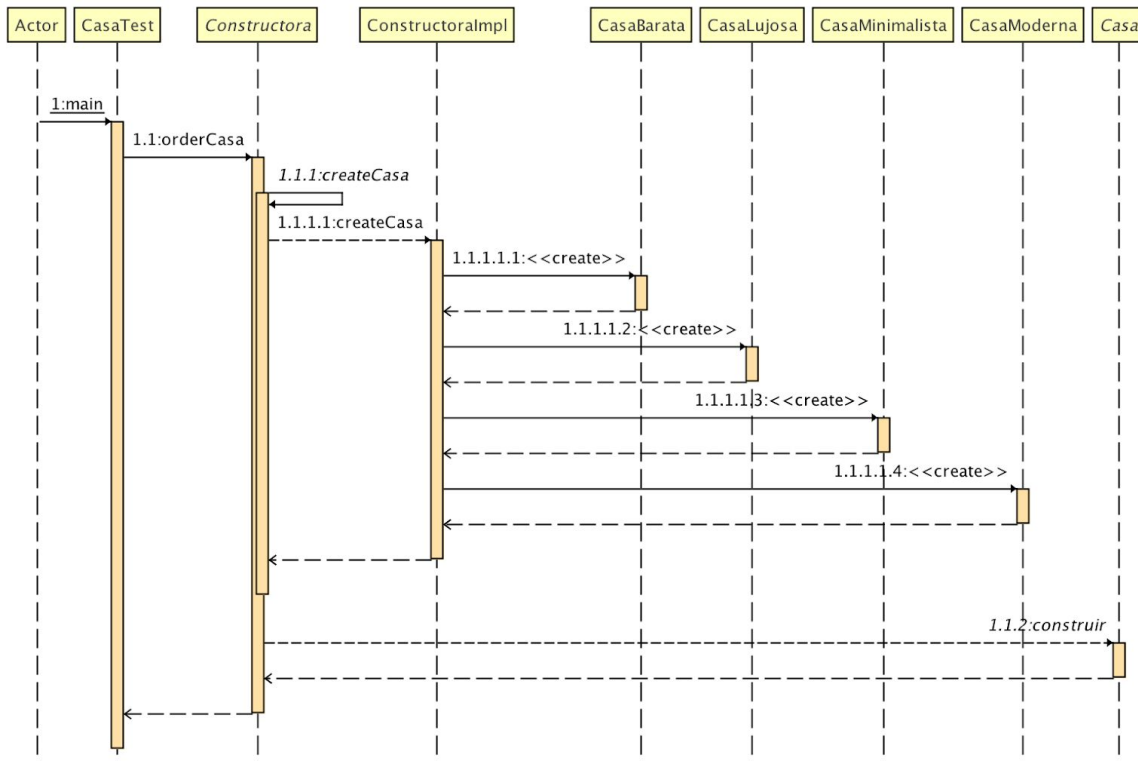 Actor
CasaTest
Constructora
ConstructoraImpl
CasaBarata
CasaLujosa
CasaMinimalista
CasaModerna
Casa
1:main
1.1:orderCasa
1.1.1:createCasa
1.1.1.1:createCasa
1.1.1.1.1:<<create>>
1.1.1.1.2:<<create>>
1.1.1.1.3:<<create>>
1.1.1.1.4:<<create>>
1.1.2:construir